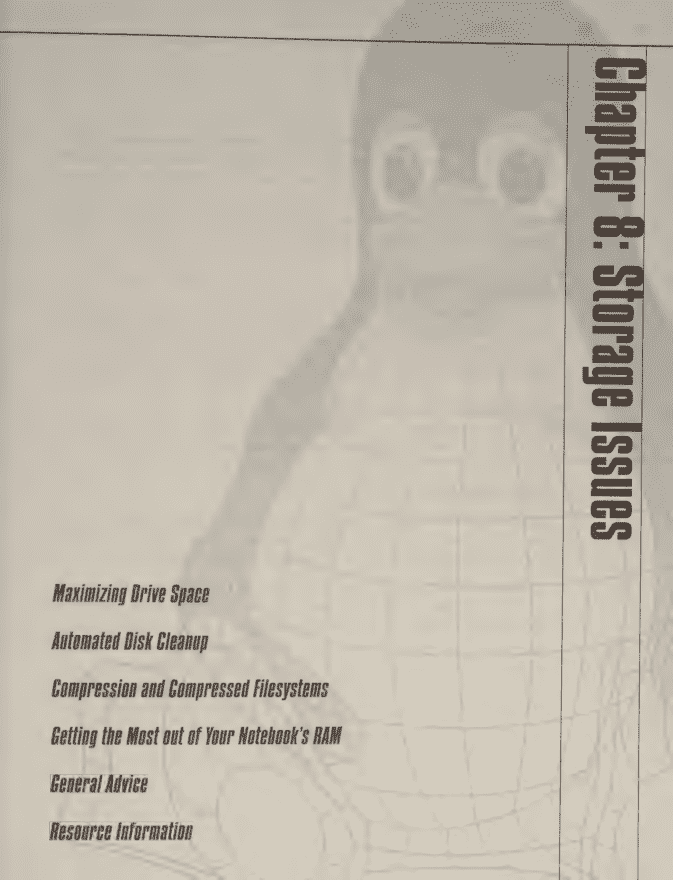 Chapter 8: Storage Issues
Maximizing Drive Space
Automated Disk Cleanup
Compression and Compressed Filesystems
Getting the Most out of Your Notebook's RAM
General Advice
Resource Information